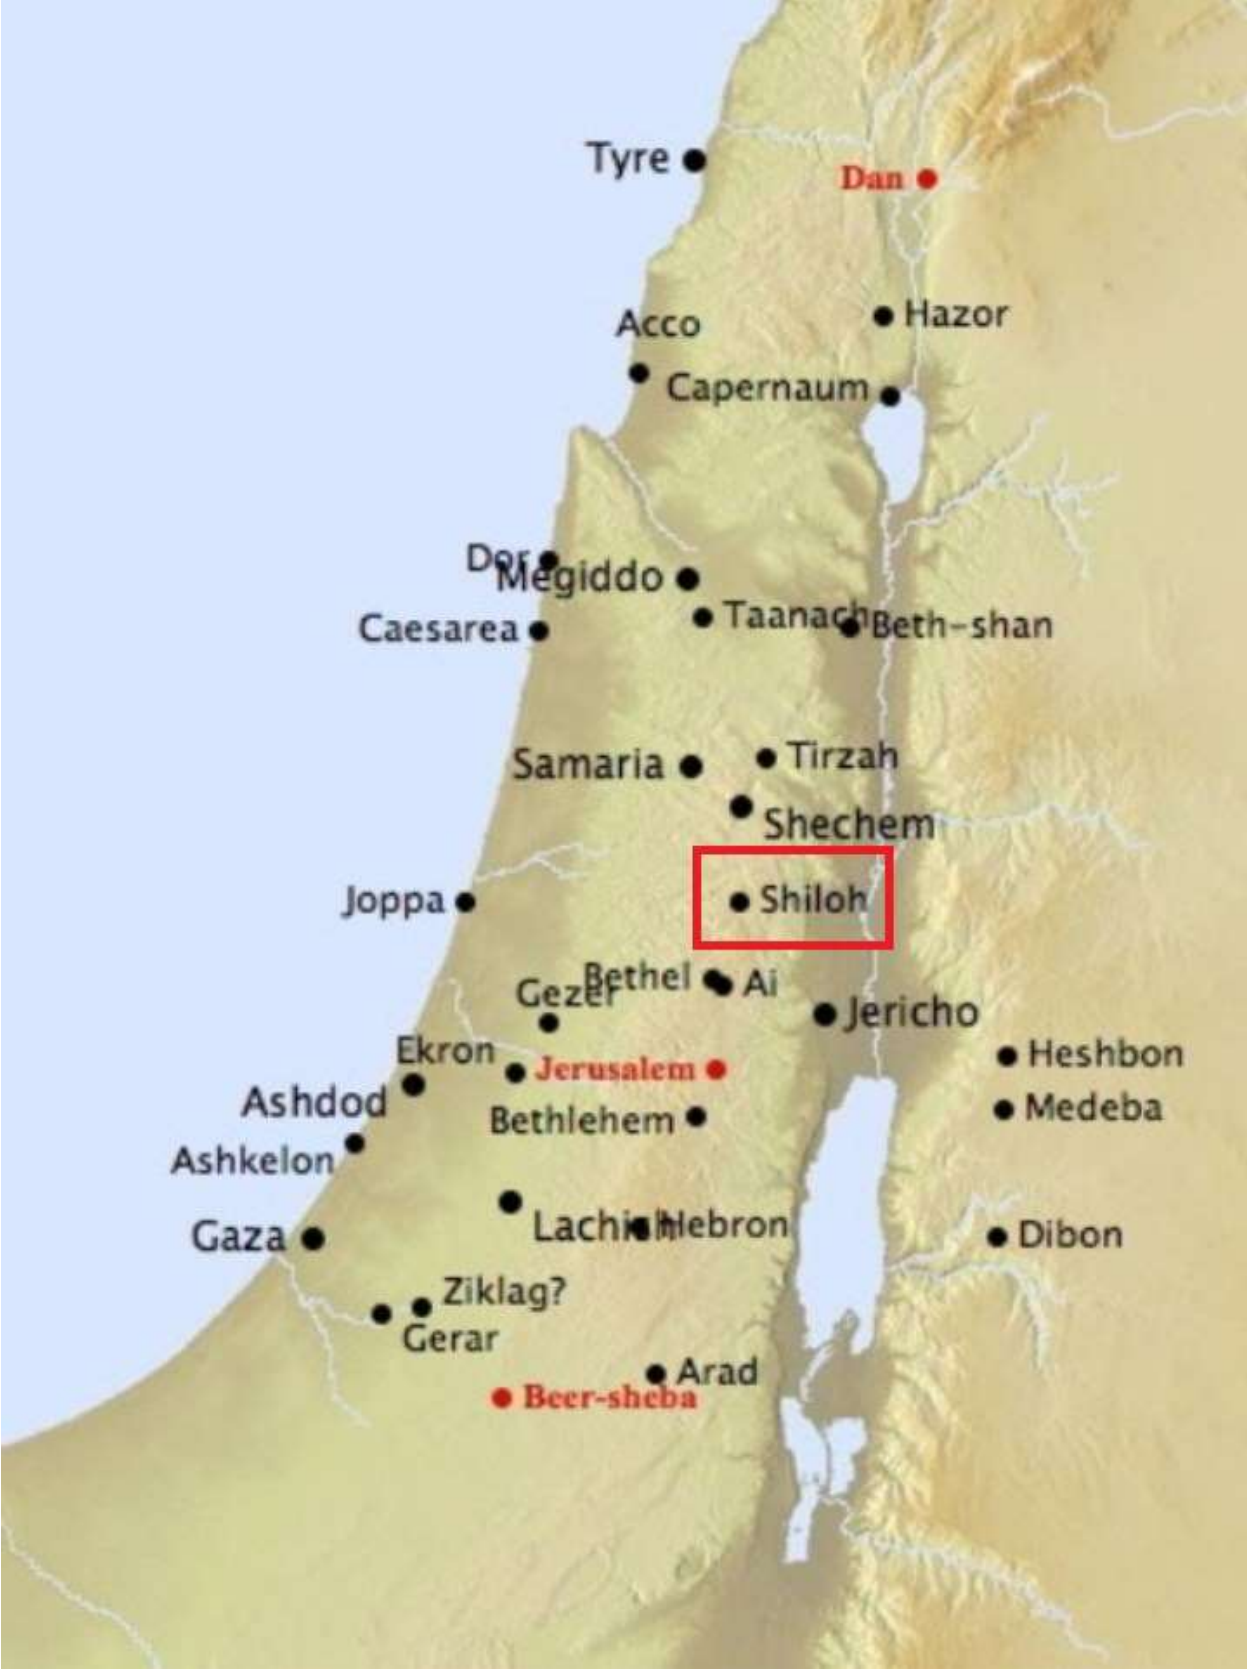 Tyre
Dan
Hazor
Acco
Capernaum
Dor
Megiddo
Taanach
Beth-shan
Caesarea
Samaria
Tirzah
Shechem
Shiloh
Joppa
Bethel
Ai
Gezer
Jericho
Ekron
Jerusalem
Heshbon
Ashdod
Medeba
Bethlehem
Ashkelon
Lachish
Hebron
Gaza
Dibon
Ziklag?
Gerar
Arad
Beer-sheba